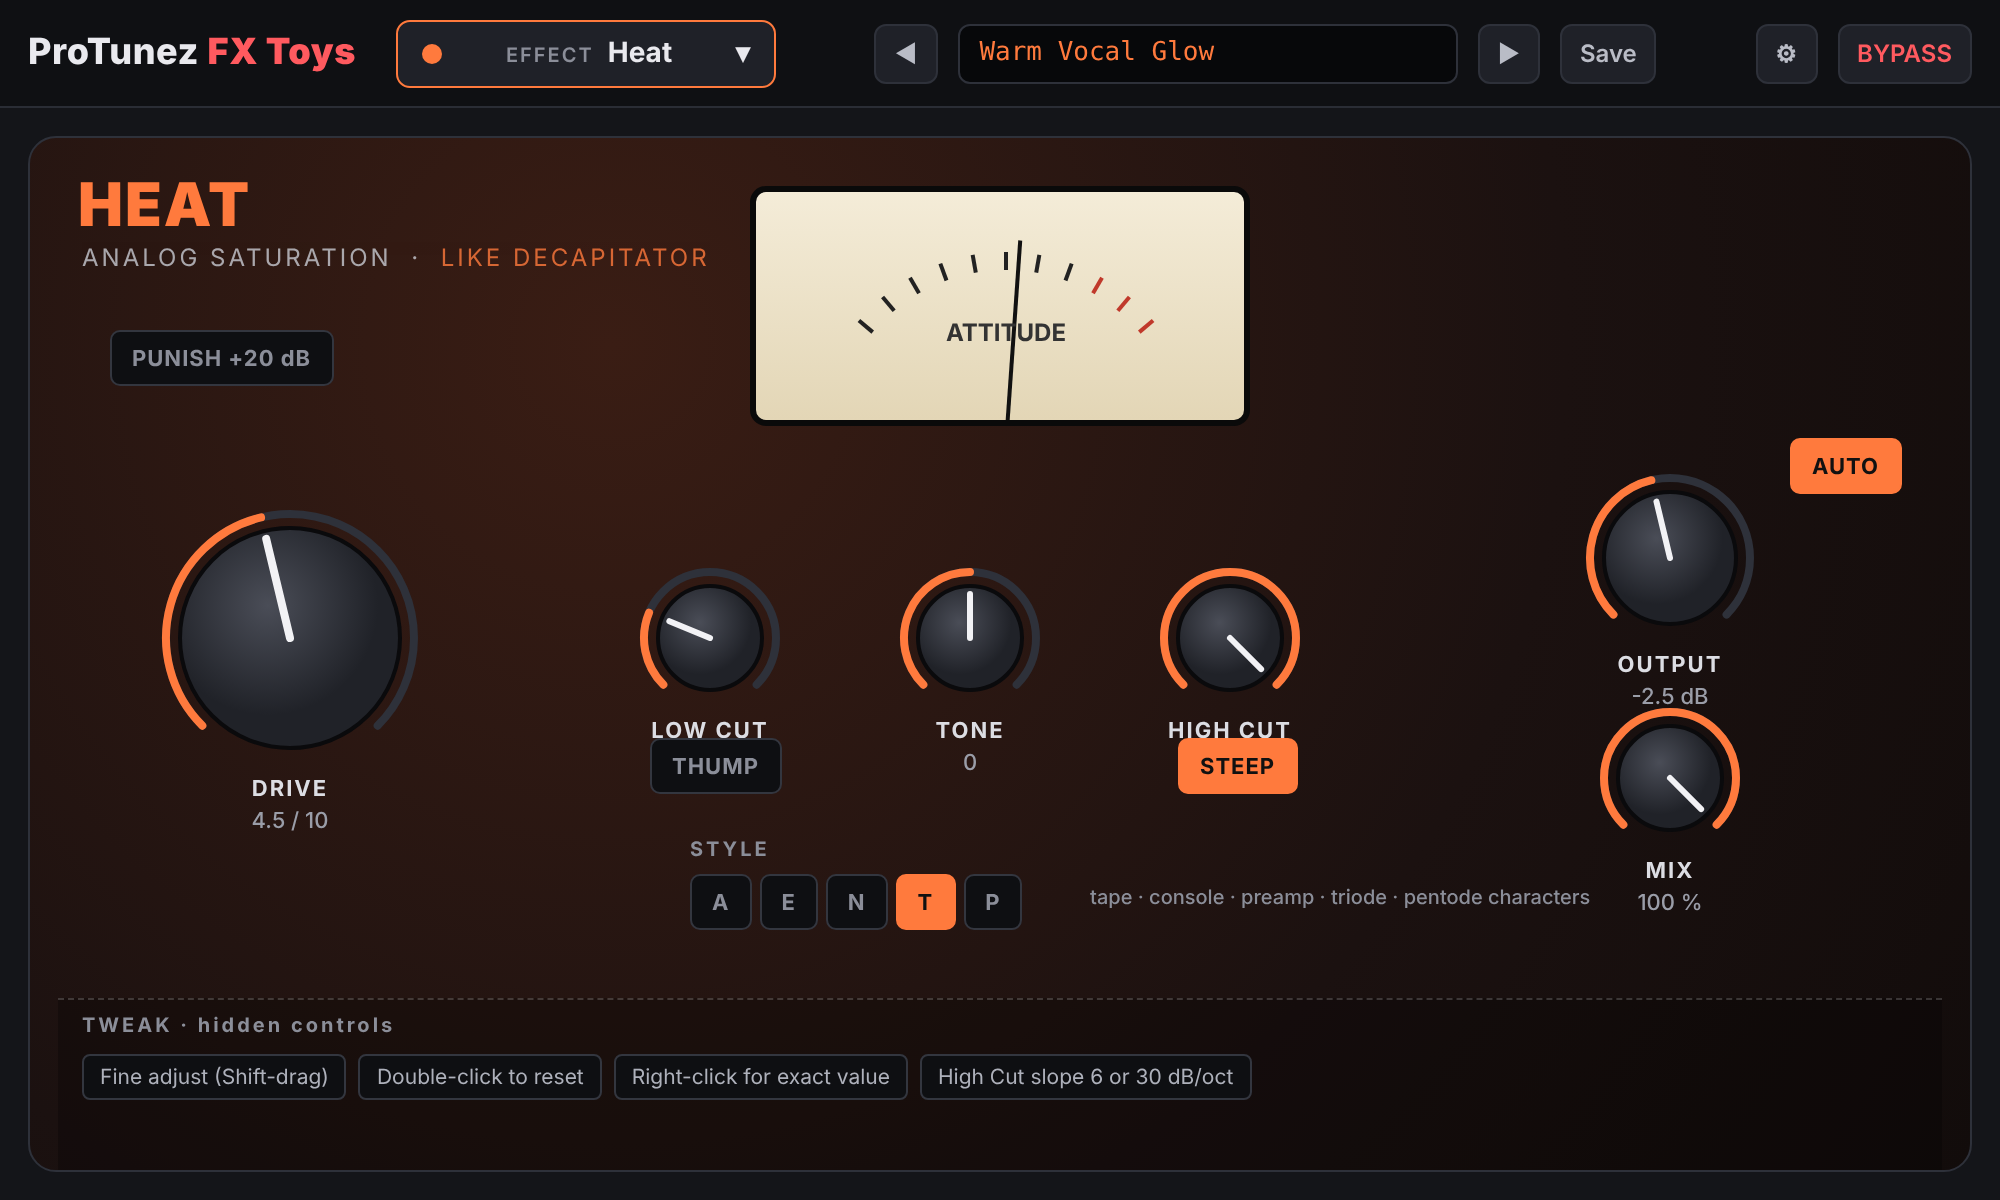 ProTunez FX Toys
EFFECT Heat ▼
◀
Warm Vocal Glow
▶
Save
⚙
BYPASS
HEAT
ANALOG SATURATION · LIKE DECAPITATOR
ATTITUDE
PUNISH +20 dB
AUTO
DRIVE
4.5 / 10
LOW CUT
THUMP
TONE
0
HIGH CUT
STEEP
OUTPUT
-2.5 dB
MIX
100 %
STYLE
A E N T P
tape · console · preamp · triode · pentode characters
TWEAK · hidden controls
Fine adjust (Shift-drag)
Double-click to reset
Right-click for exact value
High Cut slope 6 or 30 dB/oct